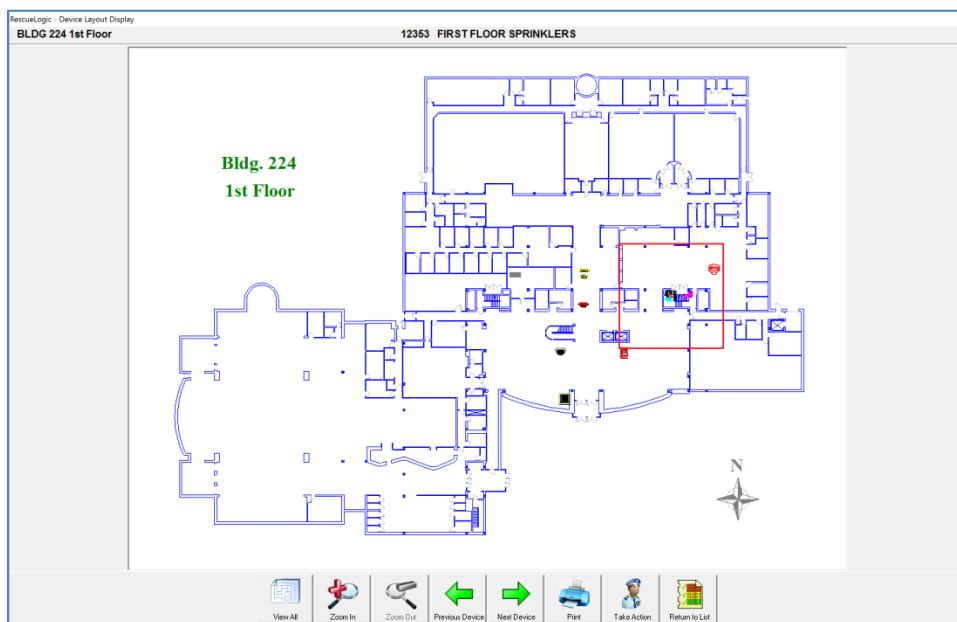 RescueLogic - Device Layout Display
BLDG 224 1st Floor
12353 FIRST FLOOR SPRINKLERS
Bldg. 224
1st Floor
N
View All
Zoom In
Zoom Out
Previous Device
Next Device
Print
Take Action
Return to List